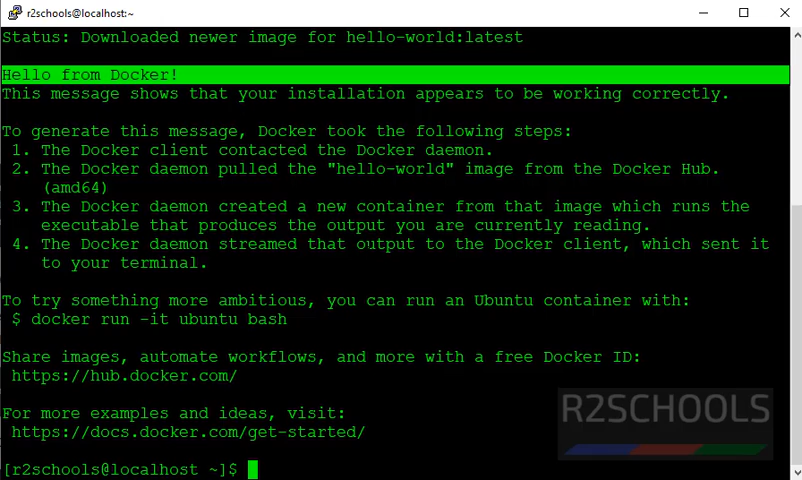 r2schools@localhost:~
Status: Downloaded newer image for hello-world:latest
Hello from Docker!
This message shows that your installation appears to be working correctly.
To generate this message, Docker took the following steps:
1. The Docker client contacted the Docker daemon.
2. The Docker daemon pulled the "hello-world" image from the Docker Hub.
(amd64)
3. The Docker daemon created a new container from that image which runs the
executable that produces the output you are currently reading.
4. The Docker daemon streamed that output to the Docker client, which sent it
to your terminal.
To try something more ambitious, you can run an Ubuntu container with:
$ docker run -it ubuntu bash
Share images, automate workflows, and more with a free Docker ID:
https://hub.docker.com/
For more examples and ideas, visit:
https://docs.docker.com/get-started/
R2SCHOOLS
[r2schools@localhost ~]$